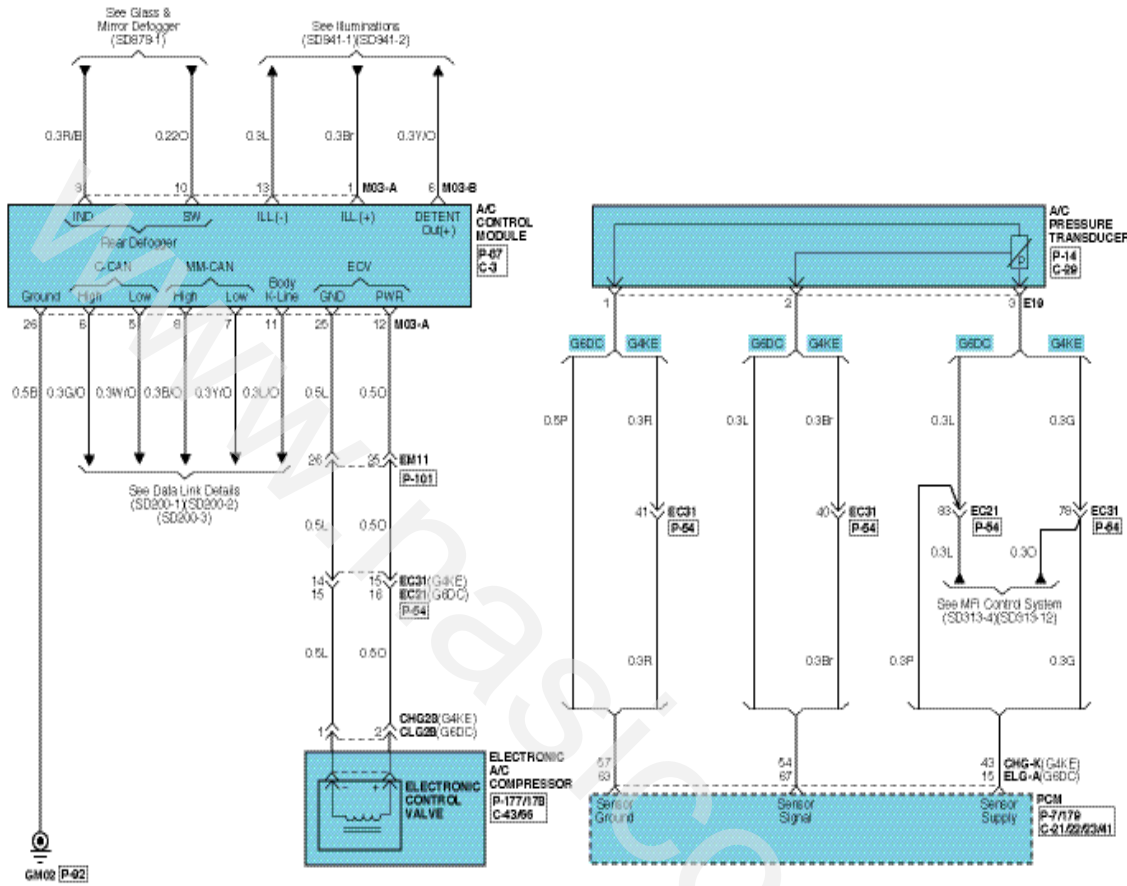 See Glass &
Mirror Defogger
(SD879-1)
See Illuminations
(SD941-1)(SD941-2)
0.3R/B
0.22O
0.3L
0.3Br
0.3Y/O
10
13
1
M03-A
6
M03-B
IND
SW
ILL(-)
ILL(+)
DETENT
Out(+)
Rear Defogger
A/C
CONTROL
MODULE
P-87
C-3
C-CAN
MM-CAN
ECV
Ground
High
Low
High
Low
Body
K-Line
GND
PWR
26
6
5
8
7
11
25
12
M03-A
0.5B
0.3G/O
0.3W/O
0.3B/O
0.3Y/O
0.3L/O
0.5L
0.5O
See Data Link Details
(SD200-1)(SD200-2)
(SD200-3)
26
35
EM11
P-101
0.5L
0.5O
14
15
EC31(G4KE)
15
16
EC21(G6DC)
P-54
0.5L
0.5O
CHG28(G4KE)
CLG28(G6DC)
1
2
-
+
ELECTRONIC
CONTROL
VALVE
ELECTRONIC
A/C
COMPRESSOR
P-177/178
C-43/66
GM02
P-92
A/C
PRESSURE
TRANSDUCER
P-14
C-29
P
1
2
3
E19
G6DC
G4KE
G6DC
G4KE
G6DC
G4KE
0.5P
0.3R
0.3L
0.3Br
0.3L
0.3G
41
EC31
P-54
40
EC31
P-54
83
EC21
P-54
78
EC31
P-54
0.3L
0.3O
See MFI Control System
(SD313-4)(SD313-12)
0.3R
0.3Br
0.3P
0.3G
57
63
54
67
43
15
CHG-K(G4KE)
ELG-A(G6DC)
Sensor
Ground
Sensor
Signal
Sensor
Supply
PCM
P-7/179
C-21/22/23/41